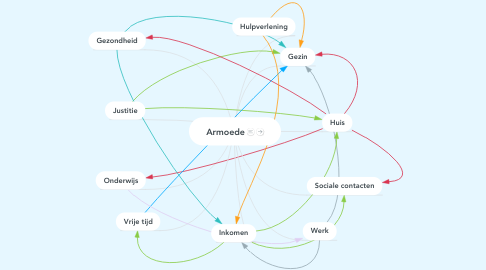 Hulpverlening
Gezondheid
Gezin
Justitie
Huis
Armoede
Onderwijs
Sociale contacten
Vrije tijd
Inkomen
Werk